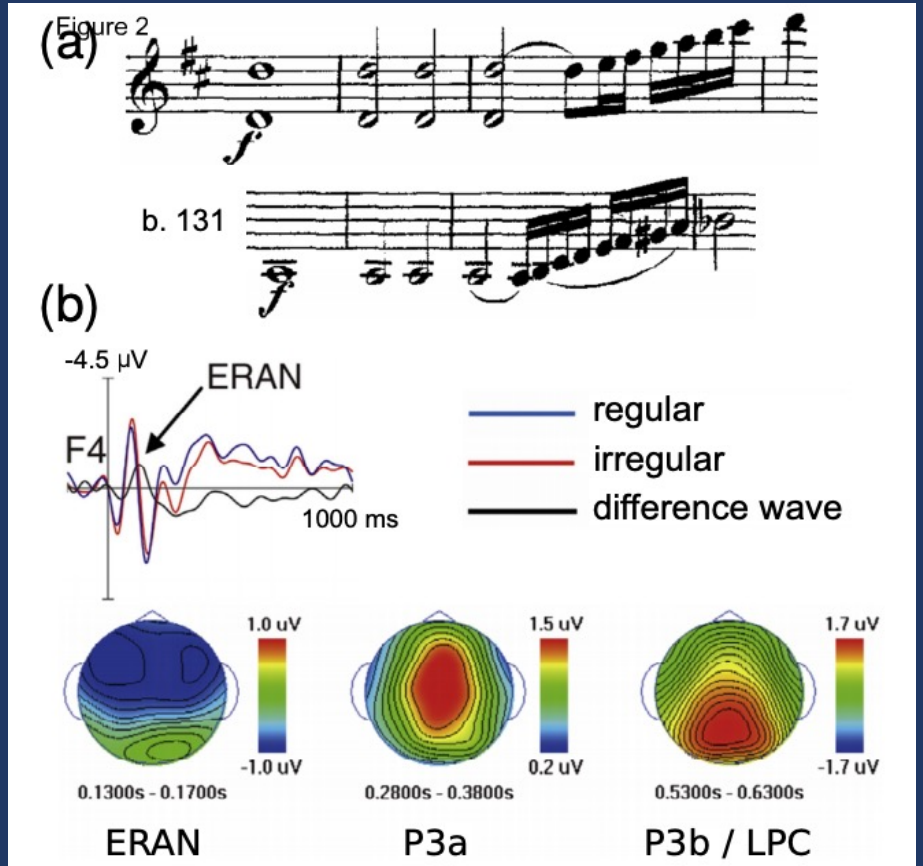 Figure 2
(a)
f
b. 131
f
(b)
-4.5 µV
ERAN
F4
1000 ms
regular
irregular
difference wave
1.0 uV
-1.0 uV
0.1300s - 0.1700s
ERAN
1.5 uV
0.2 uV
0.2800s - 0.3800s
P3a
1.7 uV
-1.7 uV
0.5300s - 0.6300s
P3b / LPC